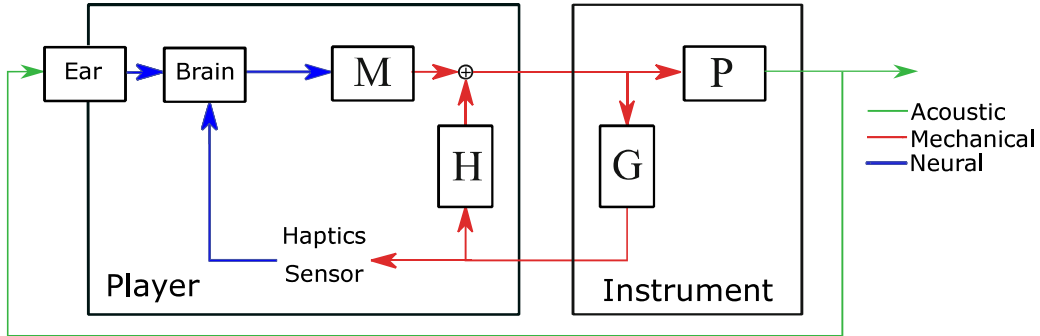 Ear
Brain
M
P
Acoustic
Mechanical
Neural
H
G
Haptics
Sensor
Player
Instrument